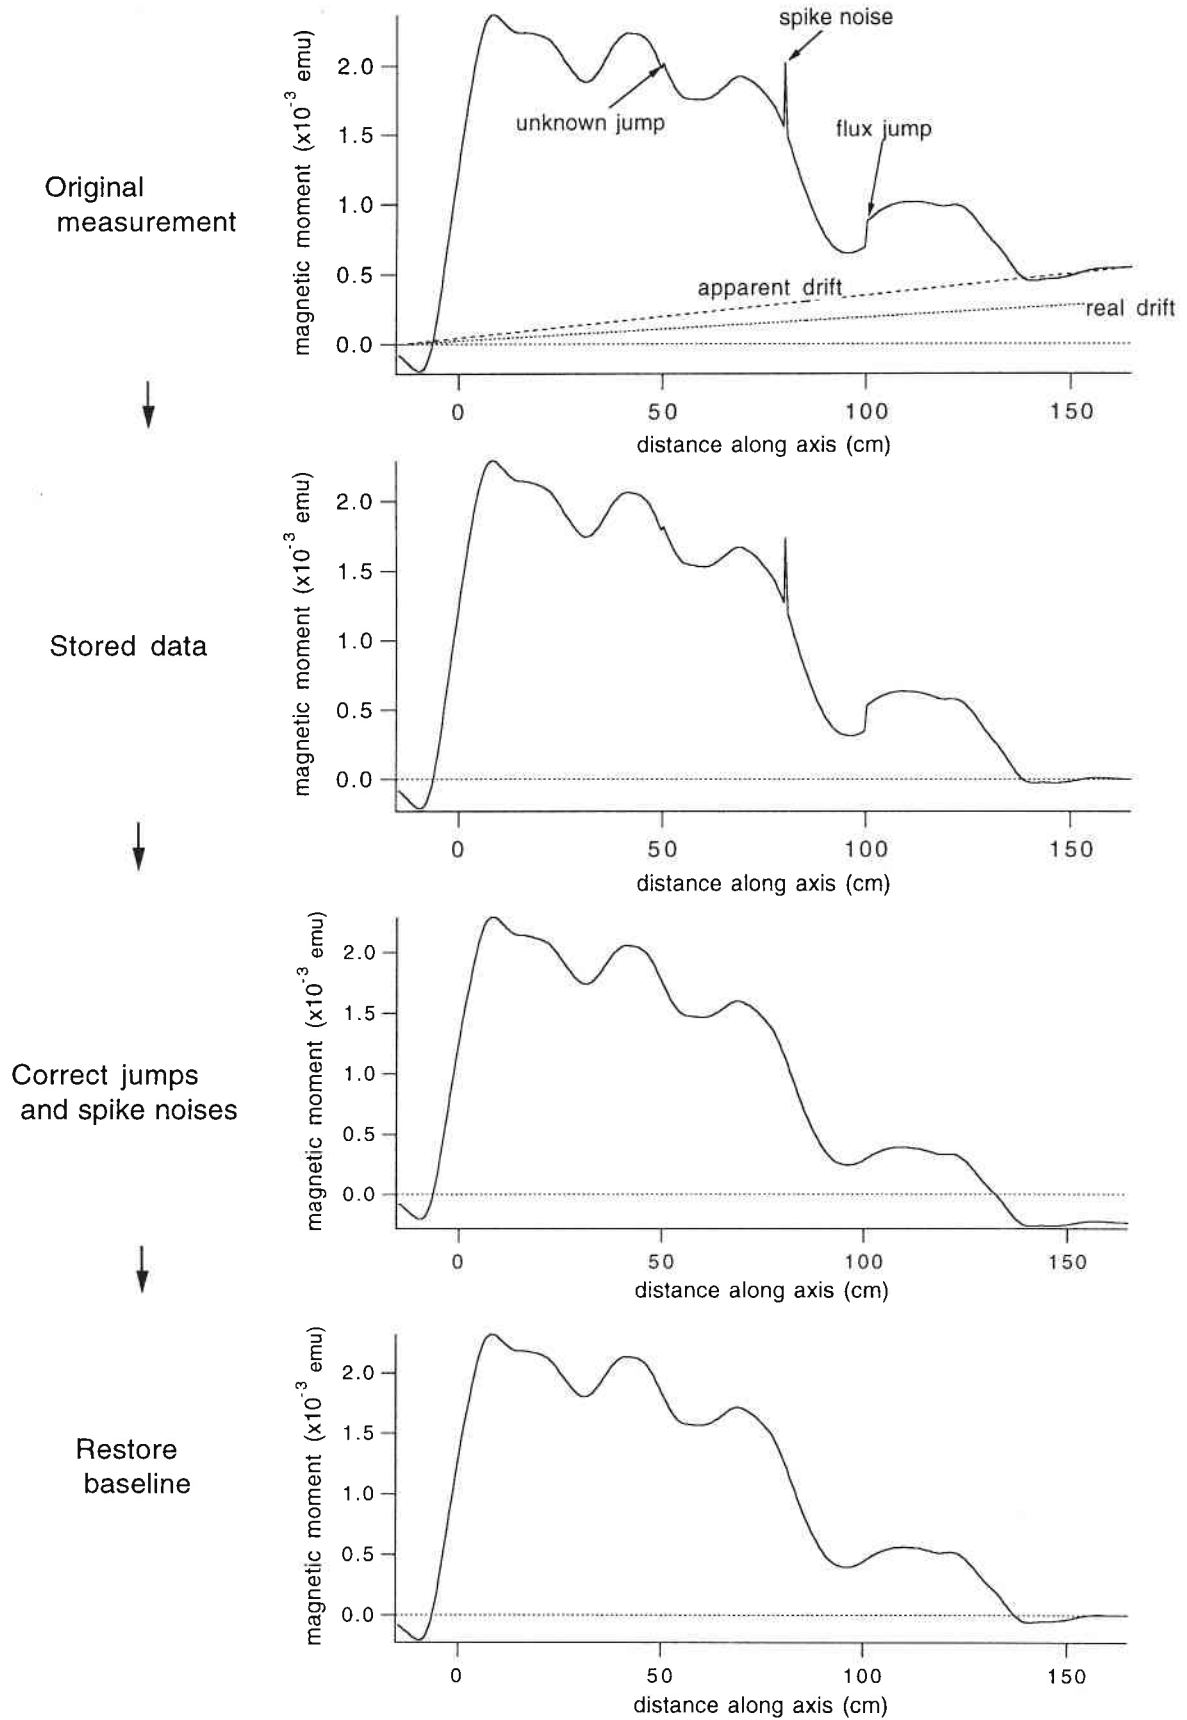 spike noise
unknown jump
flux jump
Original
measurement
magnetic moment (x10⁻³ emu)
2.0
1.5
1.0
0.5
0.0
apparent drift
real drift
0 50 100 150
distance along axis (cm)
Stored data
magnetic moment (x10⁻³ emu)
2.0
1.5
1.0
0.5
0.0
0 50 100 150
distance along axis (cm)
Correct jumps
and spike noises
magnetic moment (x10⁻³ emu)
2.0
1.5
1.0
0.5
0.0
0 50 100 150
distance along axis (cm)
Restore
baseline
magnetic moment (x10⁻³ emu)
2.0
1.5
1.0
0.5
0.0
0 50 100 150
distance along axis (cm)